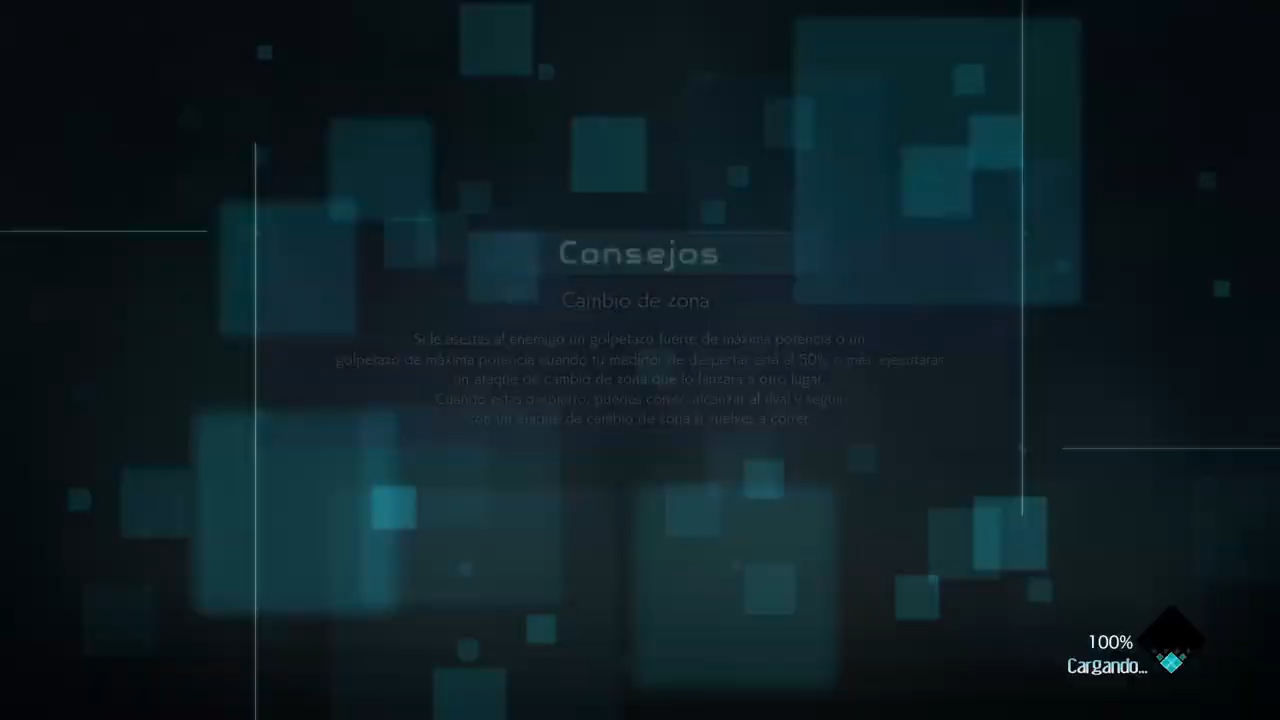 Consejos
Cambio de zona
Si le asestas al enemigo un golpetazo fuerte de máxima potencia o un
golpetazo de máxima potencia cuando tu medidor de despertar está al 50% o más, ejecutarás
un ataque de cambio de zona que lo lanzará a otro lugar.
Cuando estás despierto, puedes correr, alcanzar al rival y seguir
con un ataque de cambio de zona si vuelves a correr.
100%
Cargando...